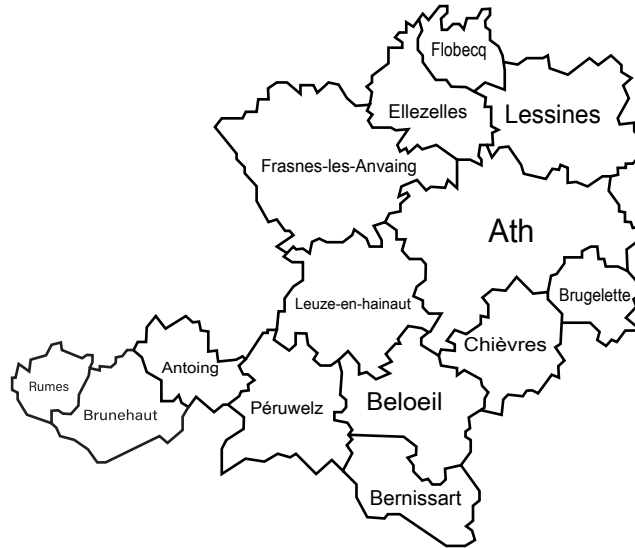 Flobecq
Ellezelles
Lessines
Frasnes-les-Anvaing
Ath
Brugelette
Leuze-en-hainaut
Chièvres
Antoing
Rumes
Brunehaut
Péruwelz
Beloeil
Bernissart